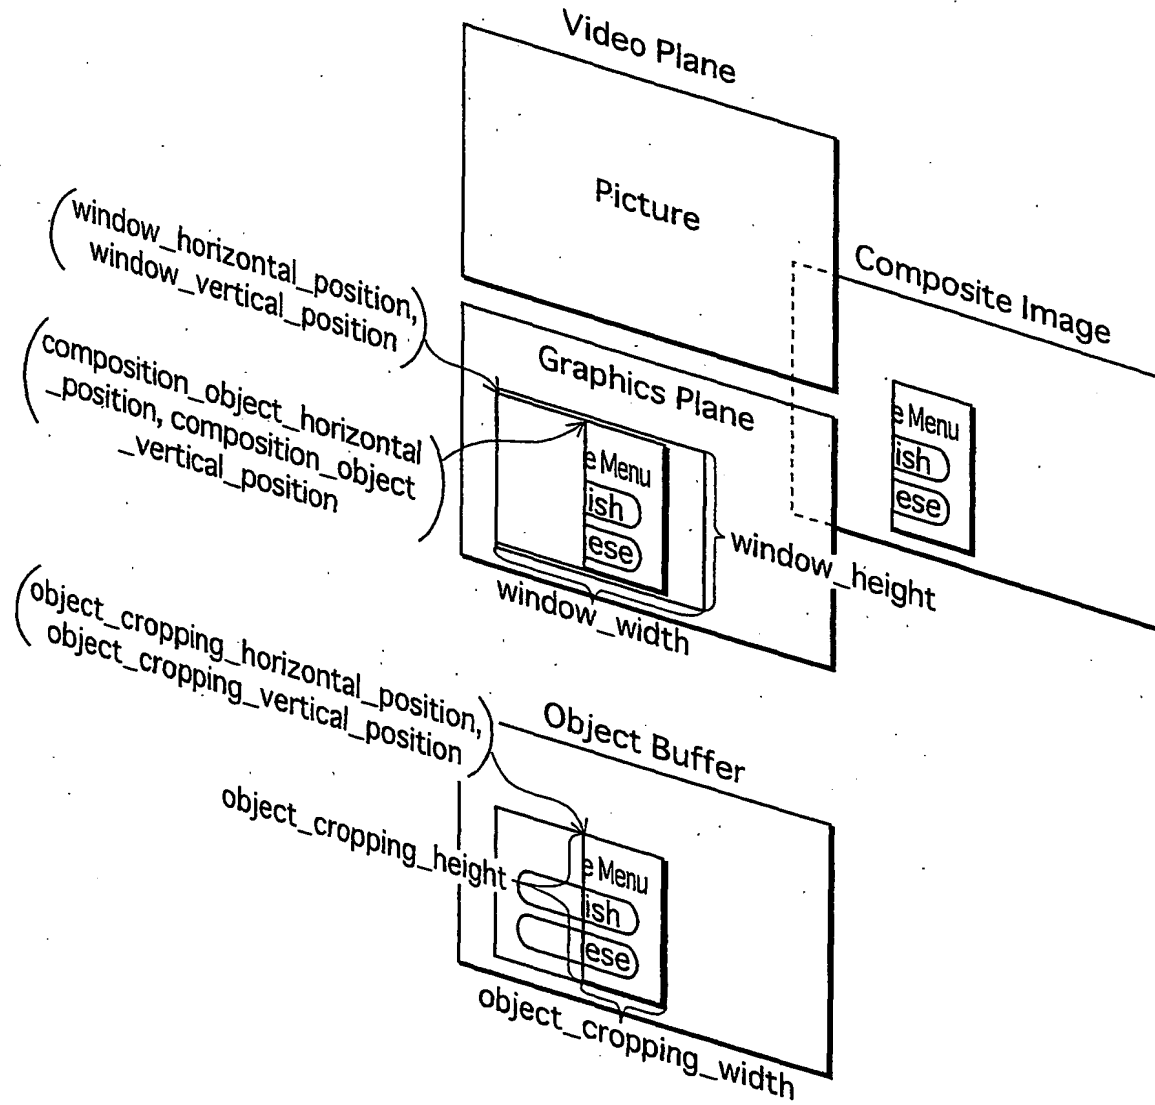 Video Plane
Picture
(window_horizontal_position,
window_vertical_position)
Composite Image
Graphics Plane
(composition_object_horizontal
_position, composition_object
_vertical_position)
e Menu
ish
ese
e Menu
ish
ese
window_height
window_width
(object_cropping_horizontal_position,
object_cropping_vertical_position)
Object Buffer
object_cropping_height
e Menu
ish
ese
object_cropping_width